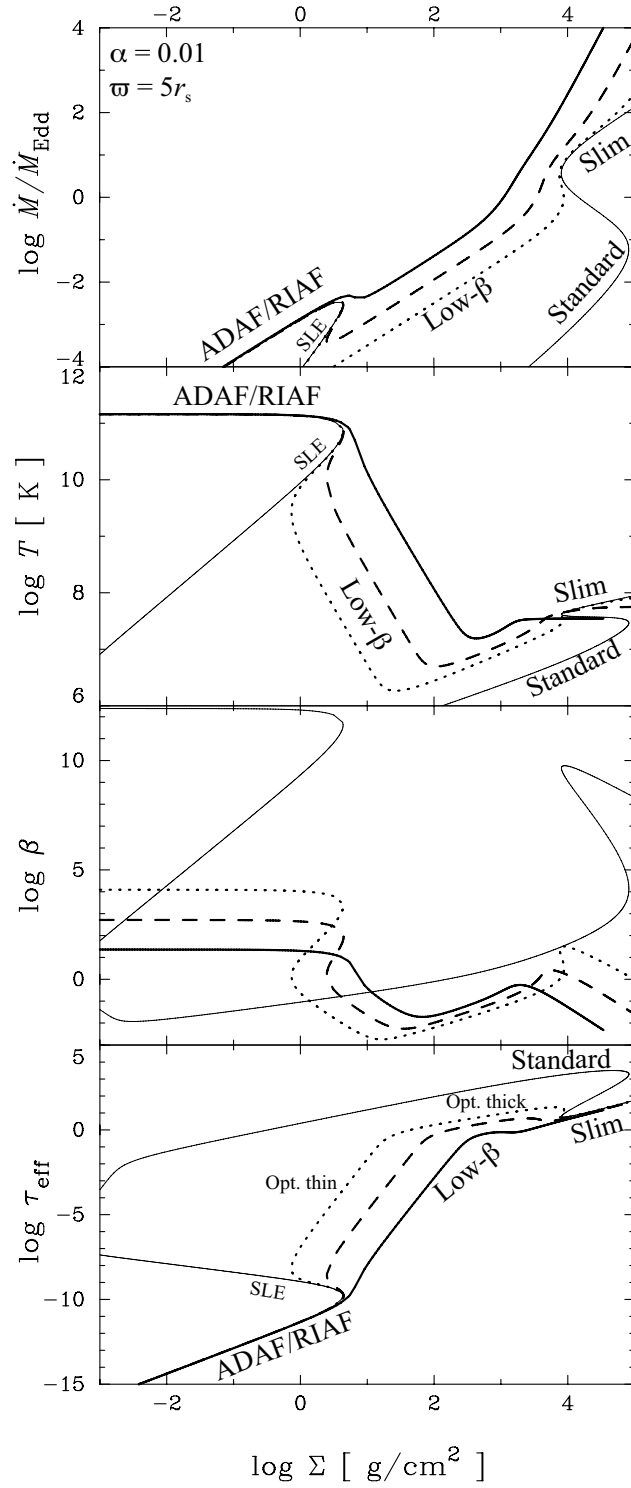 −2 0 2 4
α = 0.01
ϖ = 5rₛ
log Ṁ/Ṁ_Edd
4
2
0
−2
−4
ADAF/RIAF
SLE
Low-β
Slim
Standard
log T [ K ]
12
10
8
6
ADAF/RIAF
SLE
Low-β
Slim
Standard
log β
10
5
0
log τ_eff
5
0
−5
−10
−15
Standard
Opt. thick
Slim
Low-β
Opt. thin
SLE
ADAF/RIAF
−2 0 2 4
log Σ [ g/cm² ]